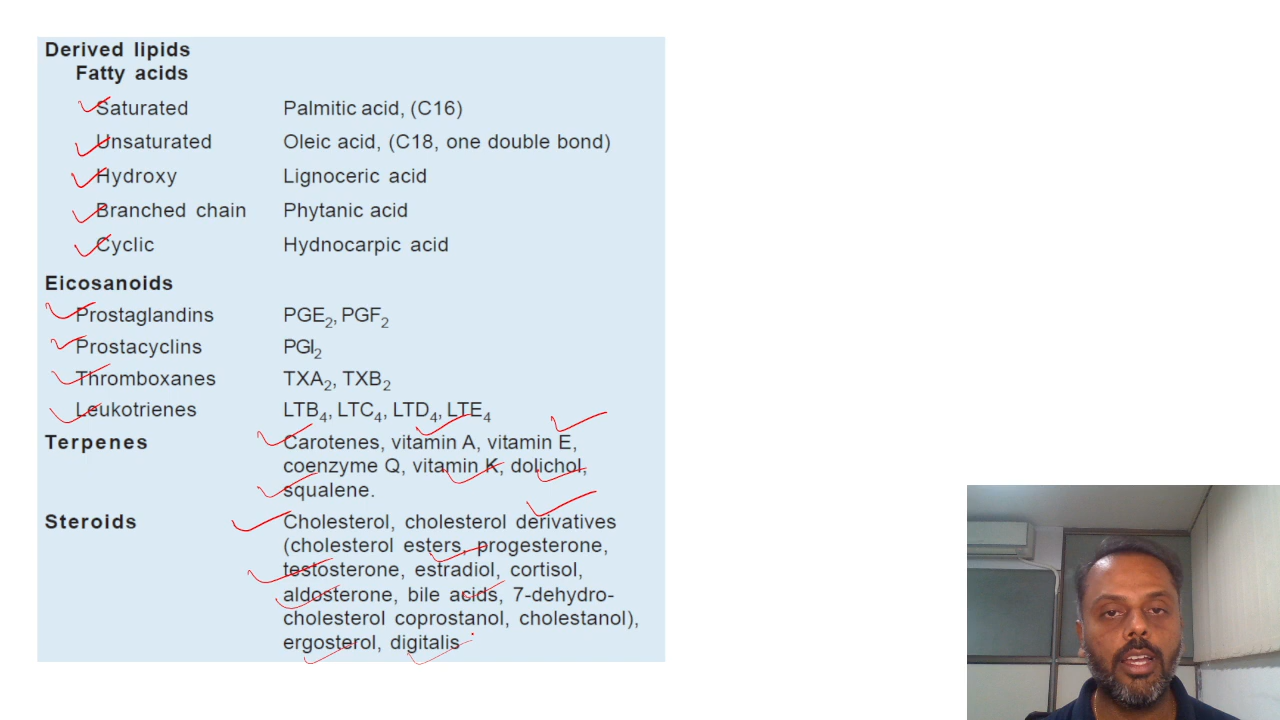 Derived lipids
Fatty acids
Saturated Palmitic acid, (C16)
Unsaturated Oleic acid, (C18, one double bond)
Hydroxy Lignoceric acid
Branched chain Phytanic acid
Cyclic Hydnocarpic acid
Eicosanoids
Prostaglandins PGE2, PGF2
Prostacyclins PGI2
Thromboxanes TXA2, TXB2
Leukotrienes LTB4, LTC4, LTD4, LTE4
Terpenes Carotenes, vitamin A, vitamin E,
coenzyme Q, vitamin K, dolichol,
squalene.
Steroids Cholesterol, cholesterol derivatives
(cholesterol esters, progesterone,
testosterone, estradiol, cortisol,
aldosterone, bile acids, 7-dehydro-
cholesterol coprostanol, cholestanol),
ergosterol, digitalis